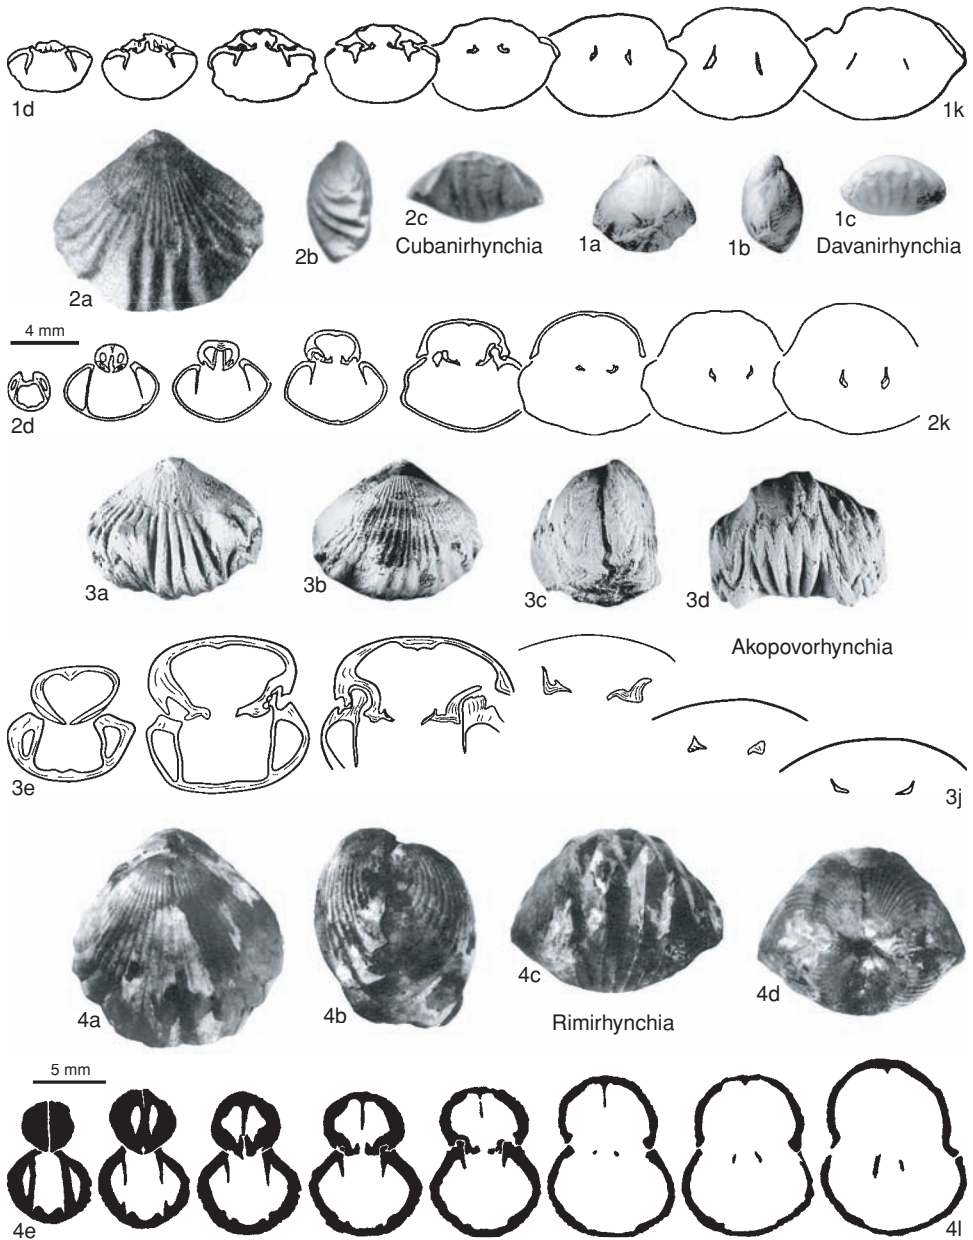 1d
1k
2a
2b
2c
Cubanirhynchia
1a
1b
1c
Davanirhynchia
4 mm
2d
2k
3a
3b
3c
3d
Akopovorhynchia
3e
3j
4a
4b
4c
Rimirhynchia
4d
5 mm
4e
4l